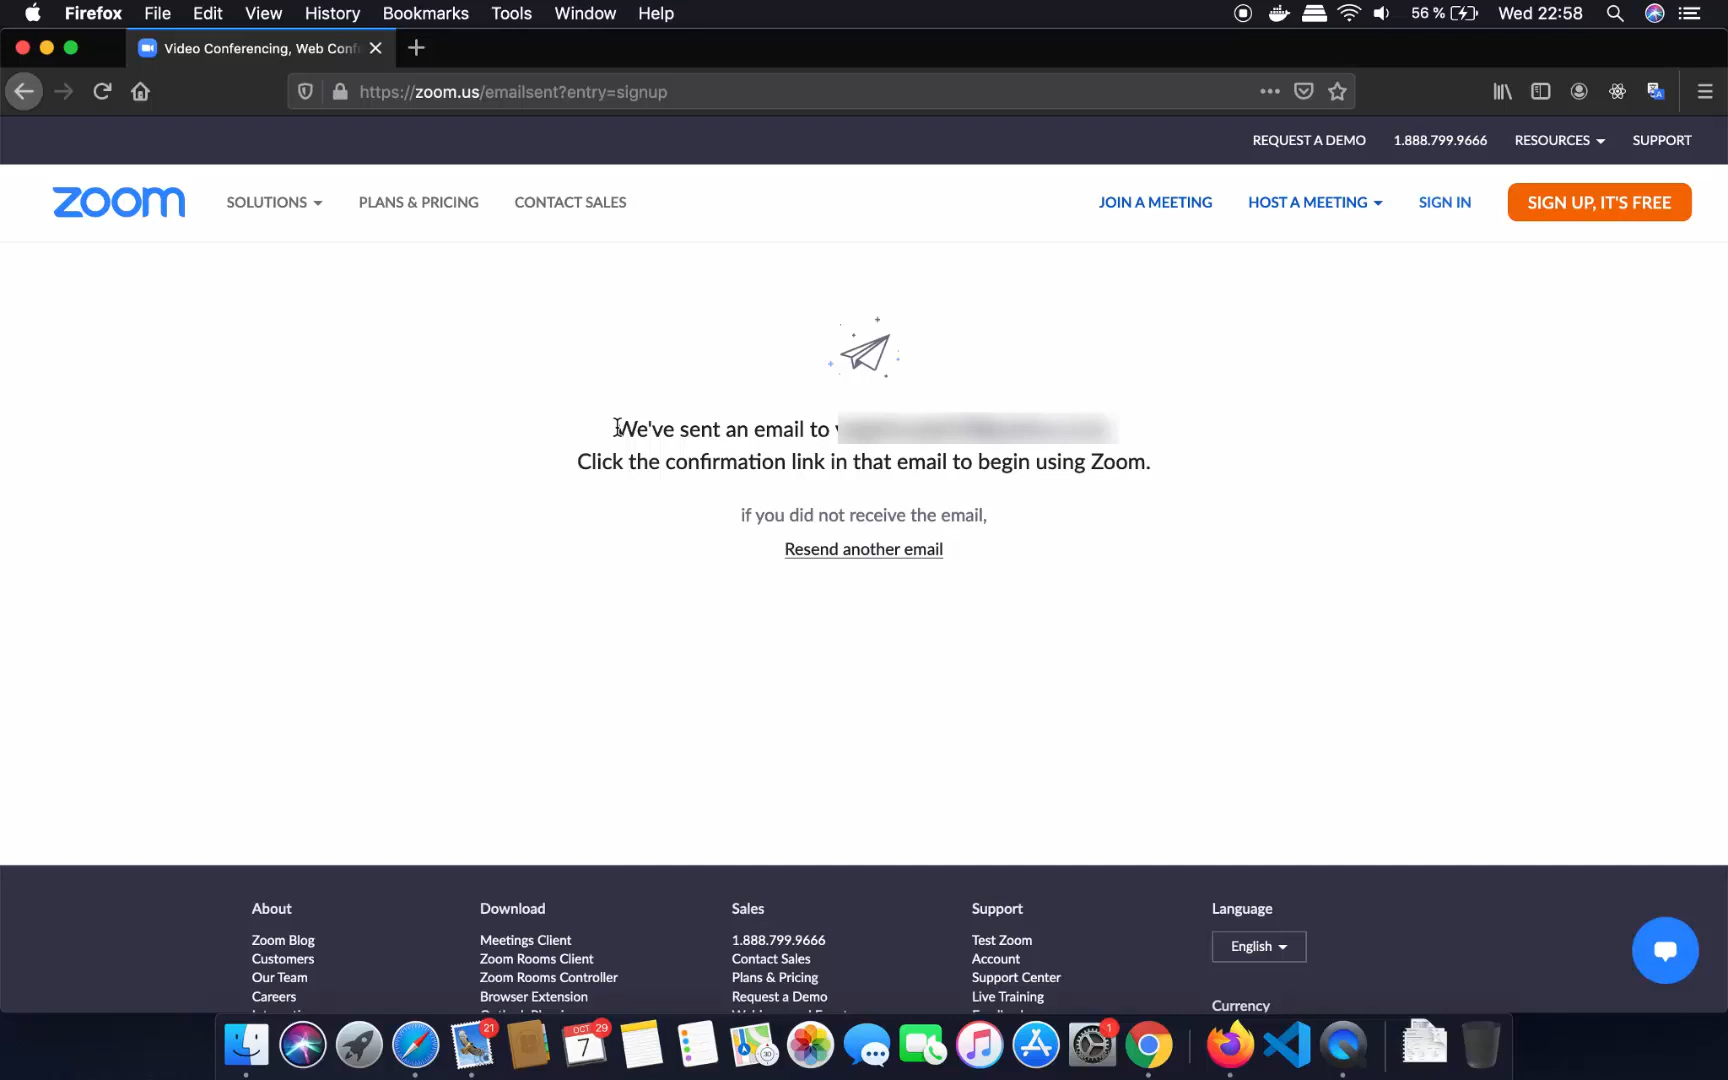 Firefox File Edit View History Bookmarks Tools Window Help 56 % Wed 22:58
Video Conferencing, Web Conf
https://zoom.us/emailsent?entry=signup
REQUEST A DEMO 1.888.799.9666 RESOURCES SUPPORT
zoom SOLUTIONS PLANS & PRICING CONTACT SALES JOIN A MEETING HOST A MEETING SIGN IN SIGN UP, IT'S FREE
We've sent an email to
Click the confirmation link in that email to begin using Zoom.
if you did not receive the email,
Resend another email
About
Zoom Blog
Customers
Our Team
Careers
Download
Meetings Client
Zoom Rooms Client
Zoom Rooms Controller
Browser Extension
Sales
1.888.799.9666
Contact Sales
Plans & Pricing
Request a Demo
Support
Test Zoom
Account
Support Center
Live Training
Language
English
Currency
21
OCT 29
7
1